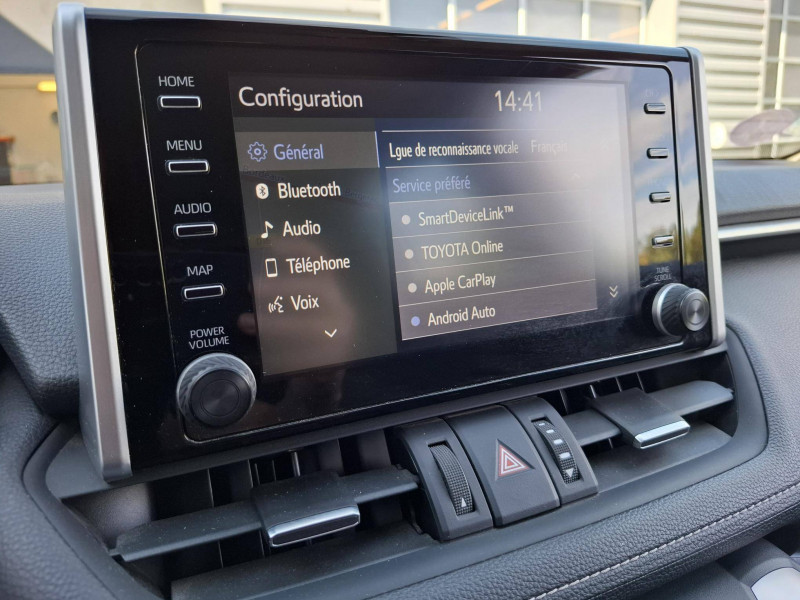 HOME
MENU
AUDIO
MAP
POWER
VOLUME
Configuration
14:41
Général
Bluetooth
Audio
Téléphone
Voix
Lgue de reconnaissance vocale Français
Service préféré
SmartDeviceLink™
TOYOTA Online
Apple CarPlay
Android Auto
TUNE
SCROLL